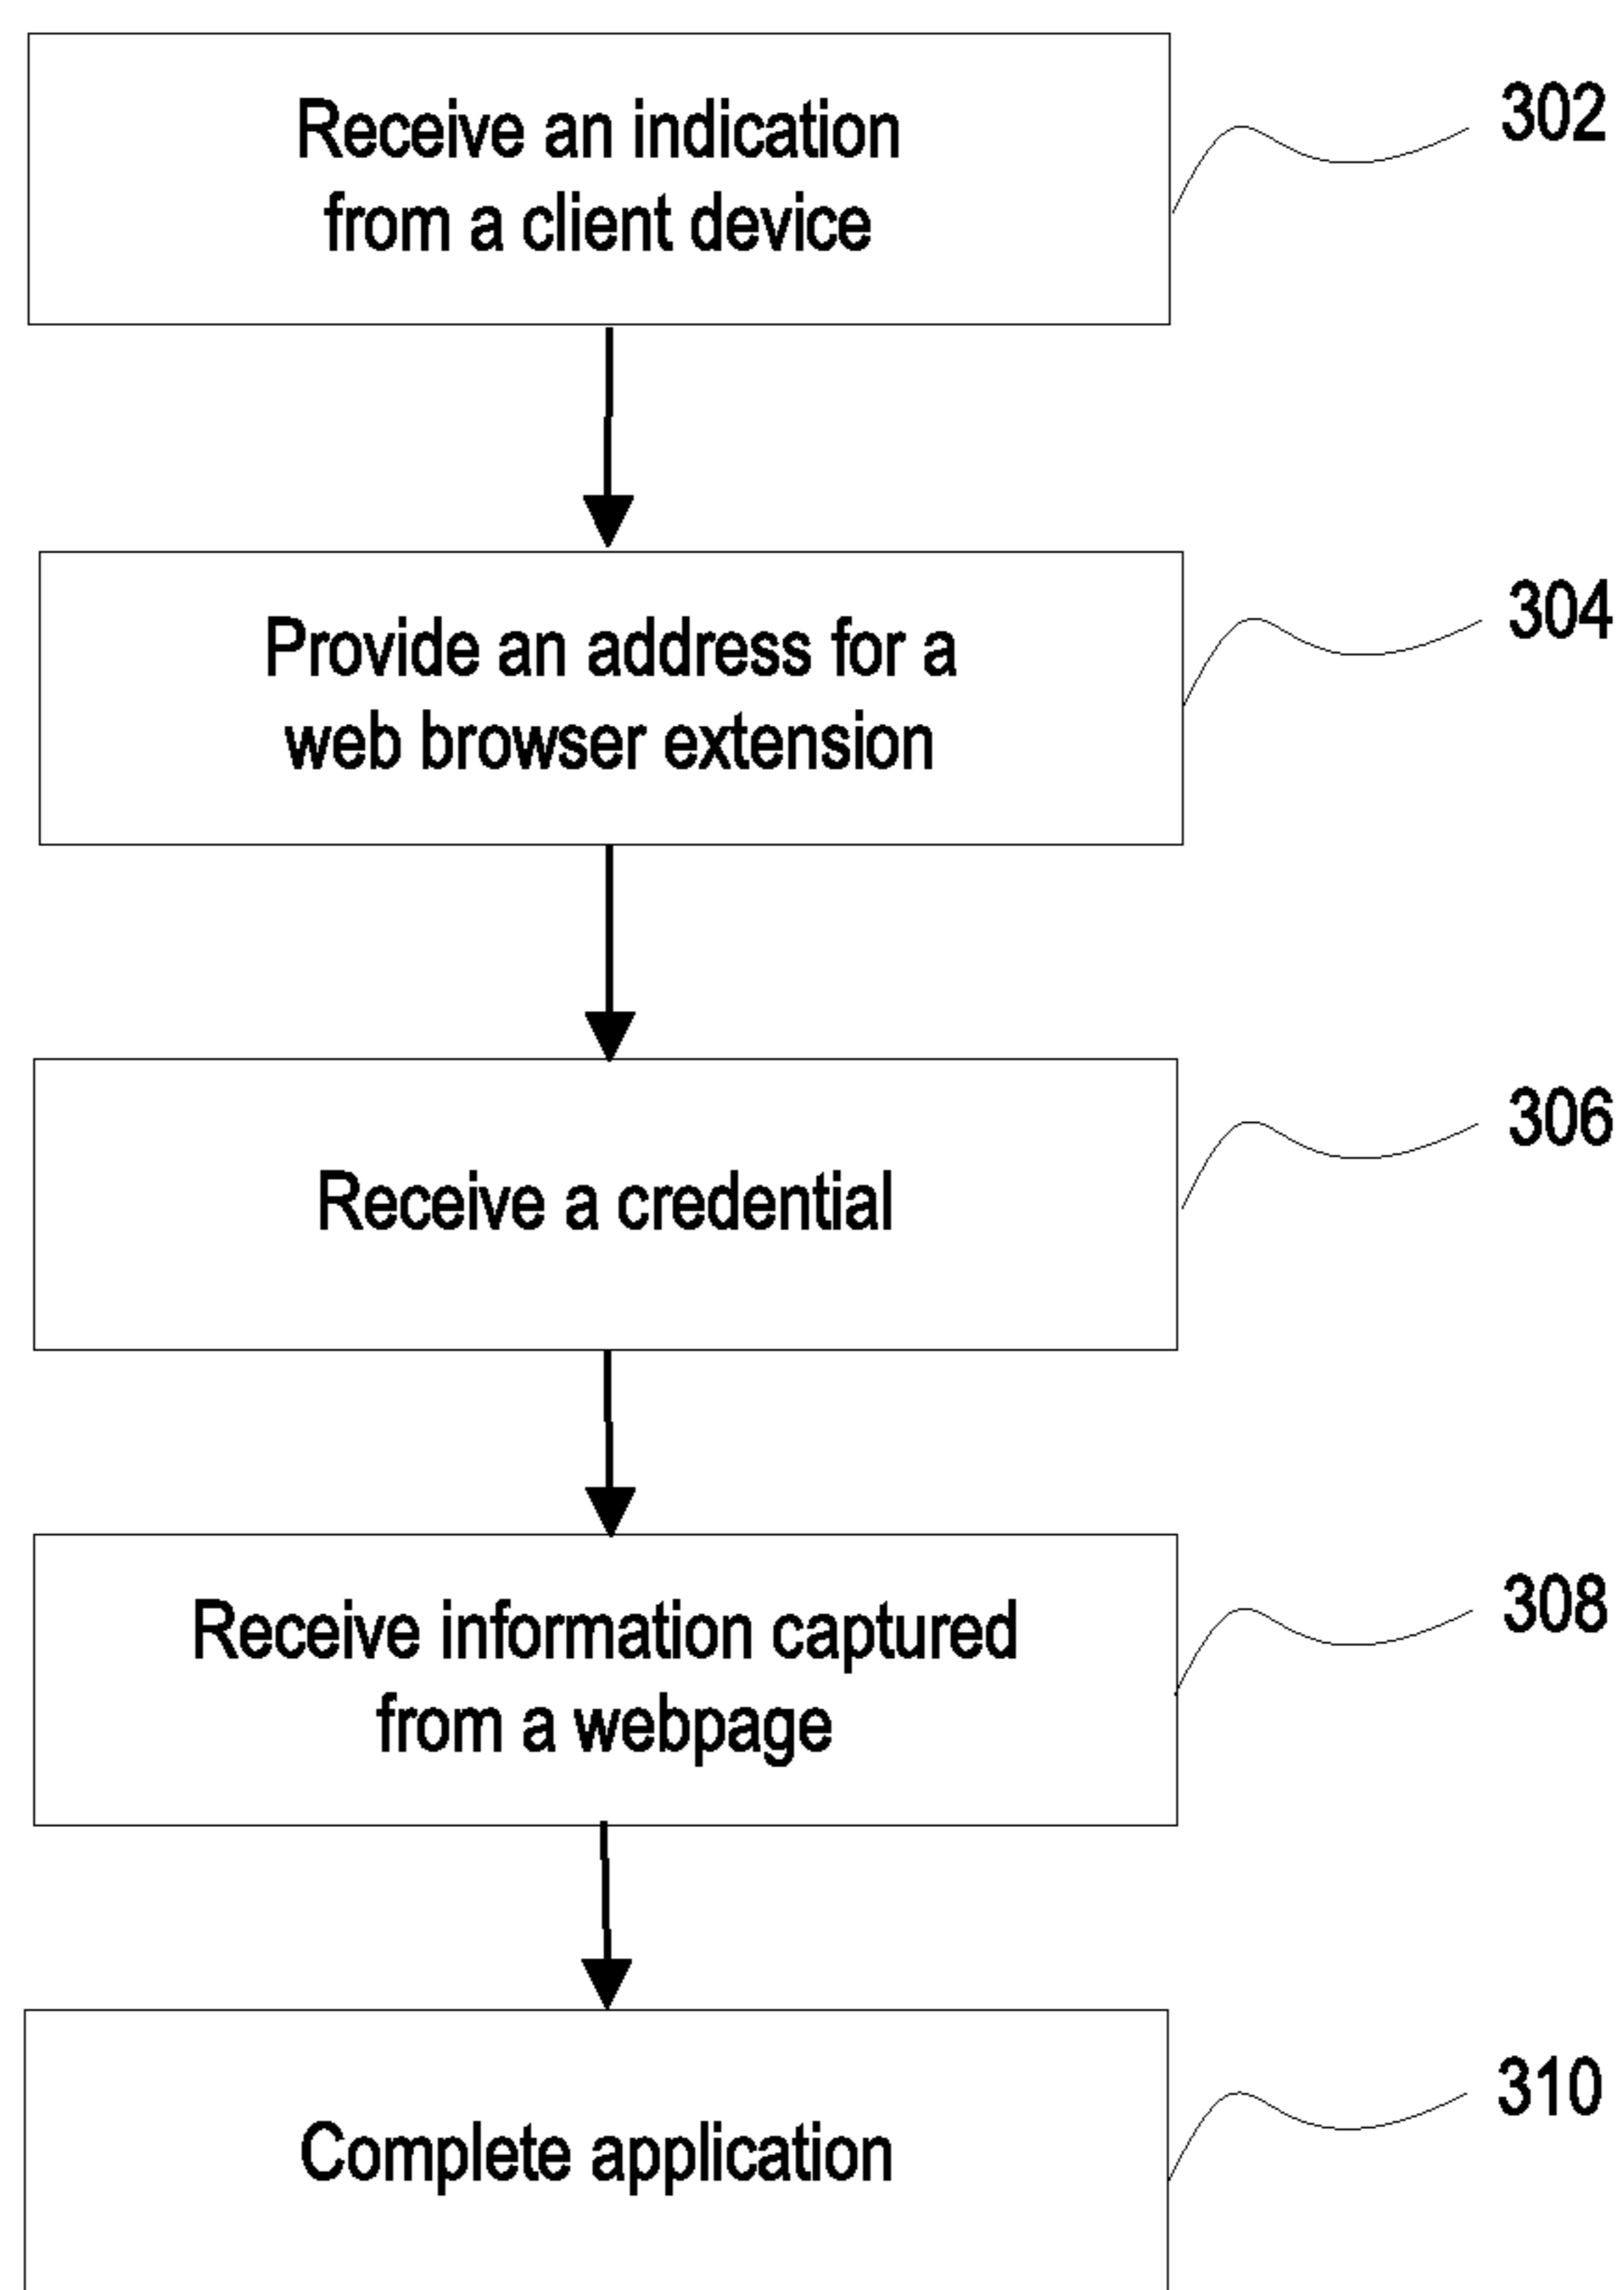 Receive an indication
from a client device
302
Provide an address for a
web browser extension
304
Receive a credential
306
Receive information captured
from a webpage
308
Complete application
310